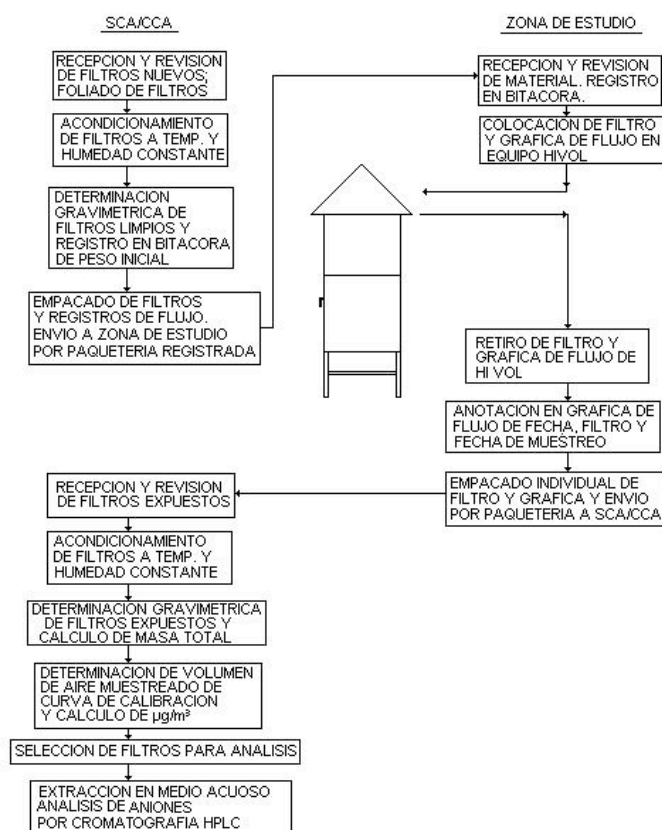 SCA/CCA
RECEPCION Y REVISION
DE FILTROS NUEVOS;
FOLIADO DE FILTROS
ACONDICIONAMIENTO
DE FILTROS A TEMP. Y
HUMEDAD CONSTANTE
DETERMINACION
GRAVIMETRICA DE
FILTROS LIMPIOS Y
REGISTRO EN BITACORA
DE PESO INICIAL
EMPACADO DE FILTROS
Y REGISTROS DE FLUJO.
ENVIO A ZONA DE ESTUDIO
POR PAQUETERIA REGISTRADA
ZONA DE ESTUDIO
RECEPCION Y REVISION
DE MATERIAL. REGISTRO
EN BITACORA.
COLOCACION DE FILTRO
Y GRAFICA DE FLUJO EN
EQUIPO HIVOL
RETIRO DE FILTRO Y
GRAFICA DE FLUJO DE
HI VOL
ANOTACION EN GRAFICA DE
FLUJO DE FECHA, FILTRO Y
FECHA DE MUESTREO
EMPACADO INDIVIDUAL DE
FILTRO Y GRAFICA Y ENVIO
POR PAQUETERIA A SCA/CCA
RECEPCION Y REVISION
DE FILTROS EXPUESTOS
ACONDICIONAMIENTO
DE FILTROS A TEMP. Y
HUMEDAD CONSTANTE
DETERMINACION GRAVIMETRICA
DE FILTROS EXPUESTOS Y
CALCULO DE MASA TOTAL
DETERMINACION DE VOLUMEN
DE AIRE MUESTREADO DE
CURVA DE CALIBRACION
Y CALCULO DE µg/m³
SELECCION DE FILTROS PARA ANALISIS
EXTRACCION EN MEDIO ACUOSO
ANALISIS DE ANIONES
POR CROMATOGRAFIA HPLC